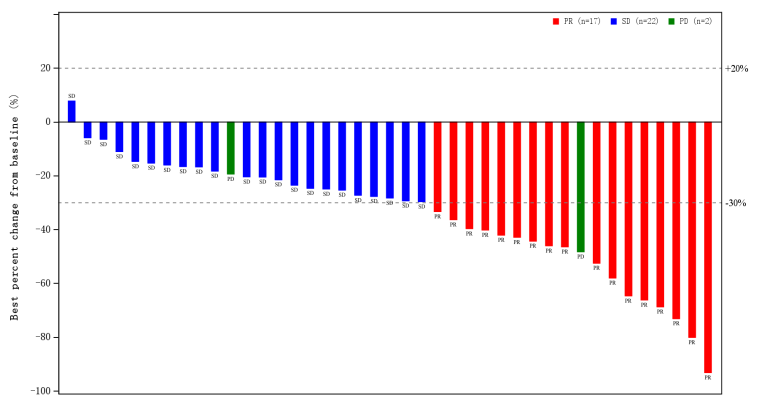 PR (n=17) SD (n=22) PD (n=2)
Best percent change from baseline (%)
20
0
-20
-40
-60
-80
-100
+20%
-30%
SD
SD
SD
SD
SD
SD
SD
SD
SD
SD
PD
SD
SD
SD
SD
SD
SD
SD
SD
SD
SD
SD
SD
PR
PR
PR
PR
PR
PR
PR
PR
PR
PD
PR
PR
PR
PR
PR
PR
PR
PR